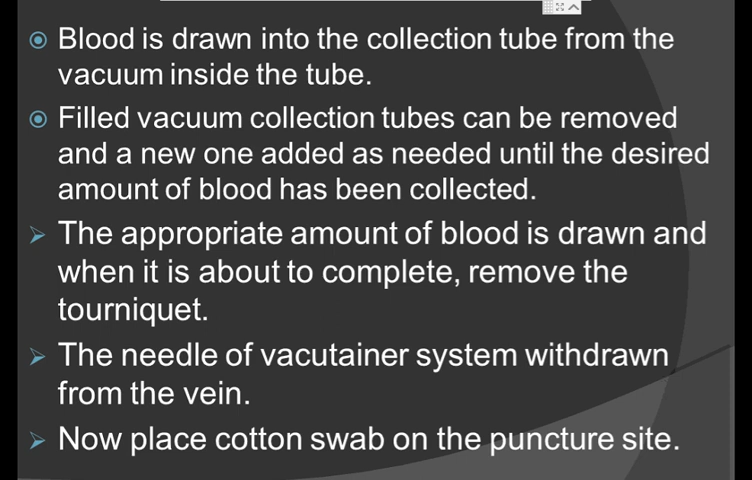 Blood is drawn into the collection tube from the
vacuum inside the tube.
Filled vacuum collection tubes can be removed
and a new one added as needed until the desired
amount of blood has been collected.
The appropriate amount of blood is drawn and
when it is about to complete, remove the
tourniquet.
The needle of vacutainer system withdrawn
from the vein.
Now place cotton swab on the puncture site.